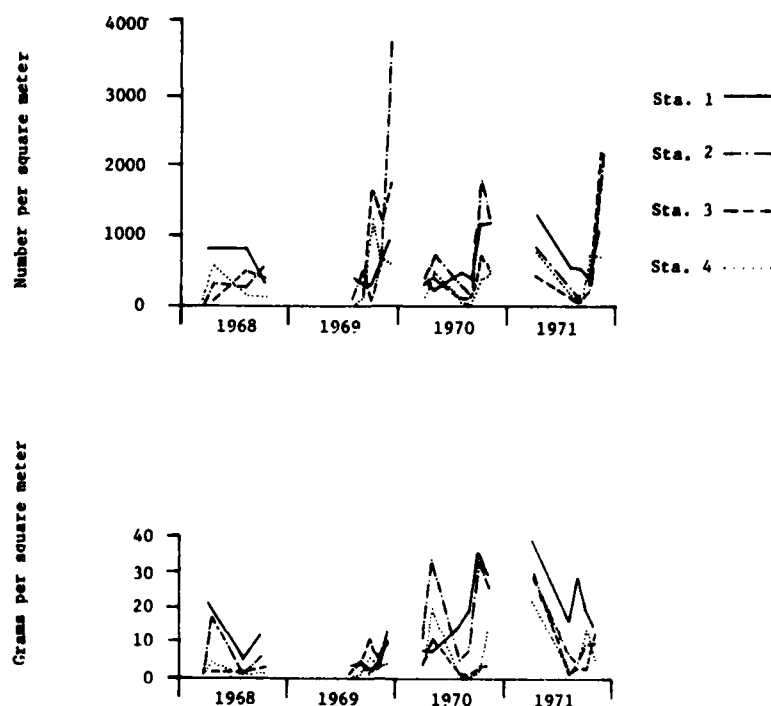 Number per square meter
4000
3000
2000
1000
0
1968 1969 1970 1971
Sta. 1
Sta. 2
Sta. 3
Sta. 4
Grams per square meter
40
30
20
10
0
1968 1969 1970 1971